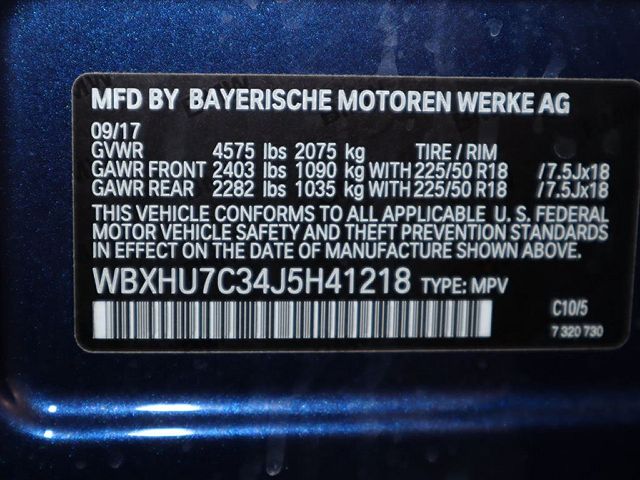 MFD BY BAYERISCHE MOTOREN WERKE AG
09/17
GVWR 4575 lbs 2075 kg TIRE / RIM
GAWR FRONT 2403 lbs 1090 kg WITH 225/50 R18 /7.5Jx18
GAWR REAR 2282 lbs 1035 kg WITH 225/50 R18 /7.5Jx18
THIS VEHICLE CONFORMS TO ALL APPLICABLE U. S. FEDERAL
MOTOR VEHICLE SAFETY AND THEFT PREVENTION STANDARDS
IN EFFECT ON THE DATE OF MANUFACTURE SHOWN ABOVE.
WBXHU7C34J5H41218 TYPE: MPV
C10/5
7 320 730